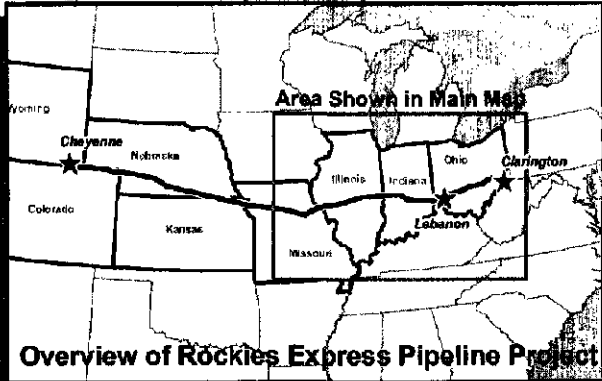 Area Shown in Main Map
Wyoming
Cheyenne
Nebraska
Illinois
Indiana
Ohio
Clarington
Colorado
Kansas
Missouri
Lebanon
Overview of Rockies Express Pipeline Project